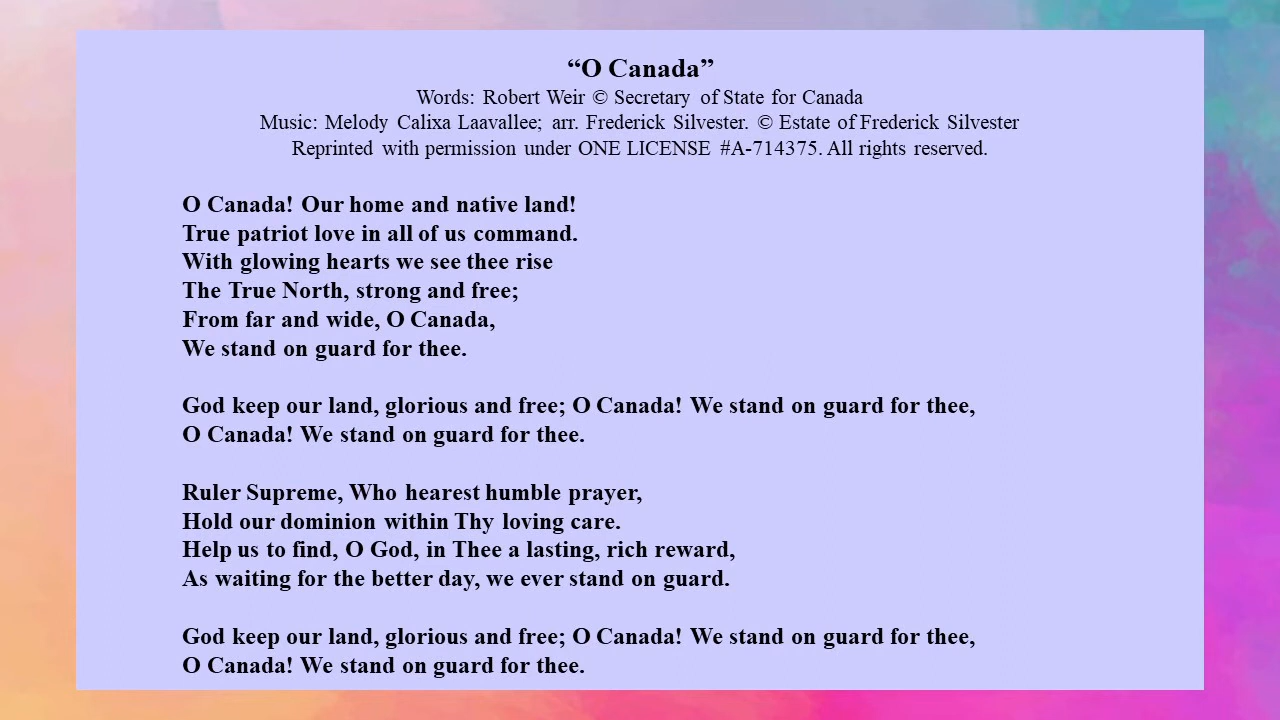 “O Canada”
Words: Robert Weir © Secretary of State for Canada
Music: Melody Calixa Laavallee; arr. Frederick Silvester. © Estate of Frederick Silvester
Reprinted with permission under ONE LICENSE #A-714375. All rights reserved.
O Canada! Our home and native land!
True patriot love in all of us command.
With glowing hearts we see thee rise
The True North, strong and free;
From far and wide, O Canada,
We stand on guard for thee.
God keep our land, glorious and free; O Canada! We stand on guard for thee,
O Canada! We stand on guard for thee.
Ruler Supreme, Who hearest humble prayer,
Hold our dominion within Thy loving care.
Help us to find, O God, in Thee a lasting, rich reward,
As waiting for the better day, we ever stand on guard.
God keep our land, glorious and free; O Canada! We stand on guard for thee,
O Canada! We stand on guard for thee.